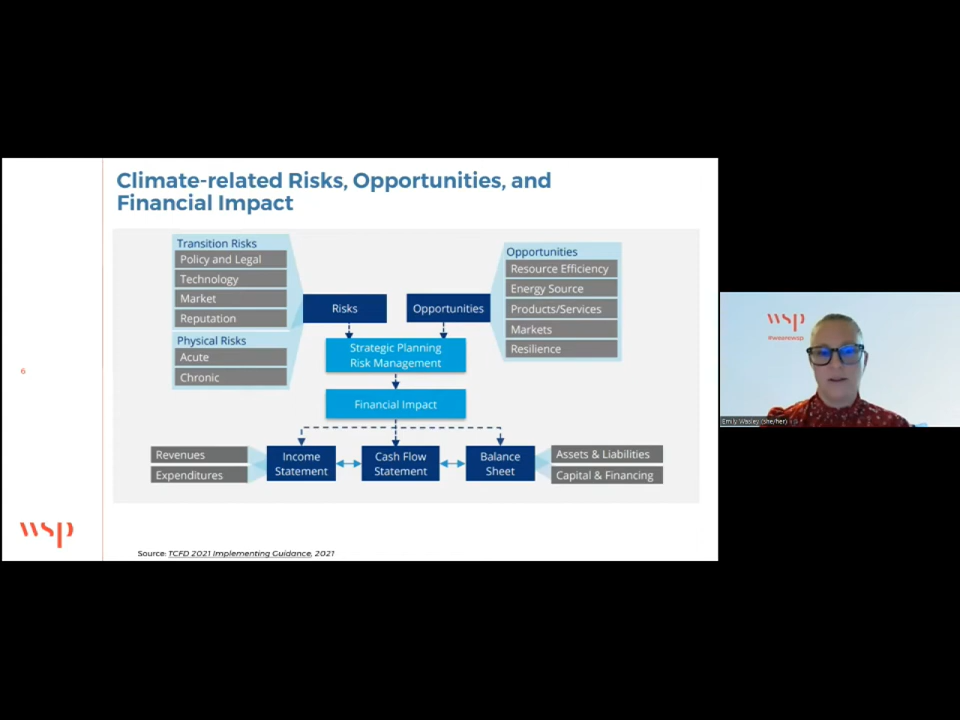 Climate-related Risks, Opportunities, and
Financial Impact
Transition Risks
Policy and Legal
Technology
Market
Reputation
Physical Risks
Acute
Chronic
Risks
Opportunities
Opportunities
Resource Efficiency
Energy Source
Products/Services
Markets
Resilience
Strategic Planning
Risk Management
Financial Impact
Revenues
Expenditures
Income
Statement
Cash Flow
Statement
Balance
Sheet
Assets & Liabilities
Capital & Financing
6
wsp
Source: TCFD 2021 Implementing Guidance, 2021
wsp
#wearewsp
Emily Wasley (she/her)